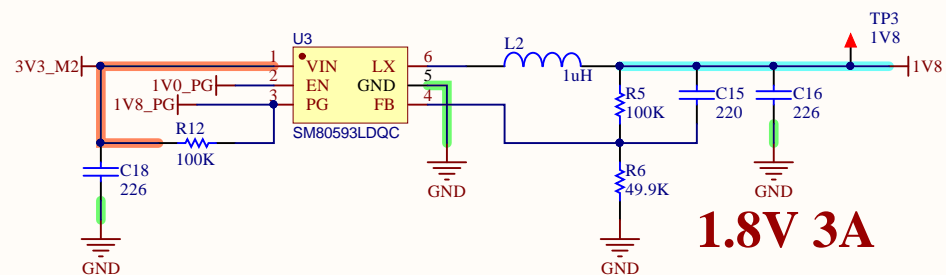 TP3
1V8
U3
L2
3V3_M2
1
VIN
LX
6
1uH
1V8
1V0_PG
2
EN
GND
5
1V8_PG
3
PG
FB
4
R5
100K
C15
220
C16
226
SM80593LDQC
R12
100K
C18
226
R6
49.9K
GND
GND
1.8V 3A
GND
GND